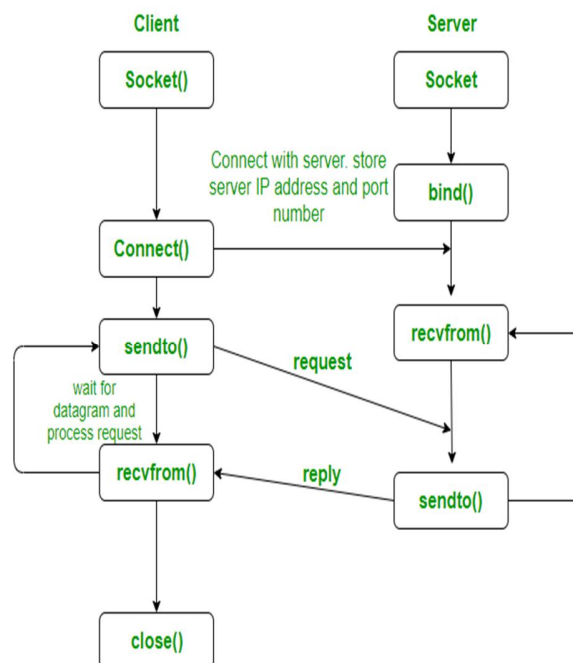 Client
Server
Socket()
Socket
Connect with server. store
server IP address and port
number
bind()
Connect()
sendto()
recvfrom()
request
wait for
datagram and
process request
recvfrom()
reply
sendto()
close()